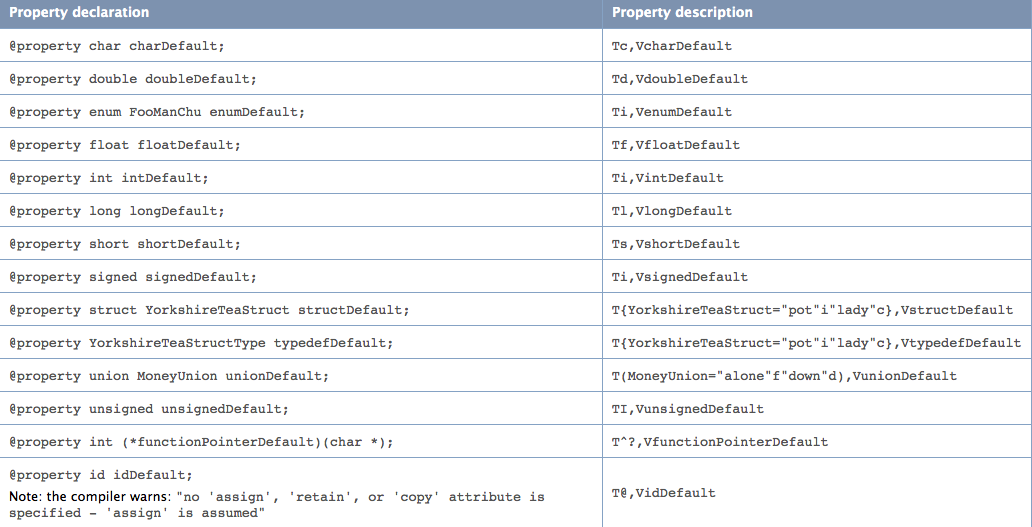 Property declaration Property description
@property char charDefault; Tc,VcharDefault
@property double doubleDefault; Td,VdoubleDefault
@property enum FooManChu enumDefault; Ti,VenumDefault
@property float floatDefault; Tf,VfloatDefault
@property int intDefault; Ti,VintDefault
@property long longDefault; Tl,VlongDefault
@property short shortDefault; Ts,VshortDefault
@property signed signedDefault; Ti,VsignedDefault
@property struct YorkshireTeaStruct structDefault; T{YorkshireTeaStruct="pot"i"lady"c},VstructDefault
@property YorkshireTeaStructType typedefDefault; T{YorkshireTeaStruct="pot"i"lady"c},VtypedefDefault
@property union MoneyUnion unionDefault; T(MoneyUnion="alone"f"down"d),VunionDefault
@property unsigned unsignedDefault; TI,VunsignedDefault
@property int (*functionPointerDefault)(char *); T^?,VfunctionPointerDefault
@property id idDefault;
Note: the compiler warns: "no 'assign', 'retain', or 'copy' attribute is
specified - 'assign' is assumed"
T@,VidDefault